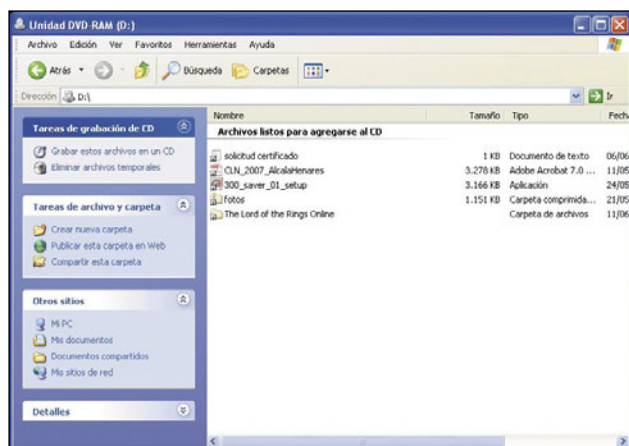 Unidad DVD-RAM (D:)
Archivo Edición Ver Favoritos Herramientas Ayuda
Atrás Búsqueda Carpetas
Dirección D:\ Ir
Tareas de grabación de CD
Grabar estos archivos en un CD
Eliminar archivos temporales
Tareas de archivo y carpeta
Crear nueva carpeta
Publicar esta carpeta en Web
Compartir esta carpeta
Otros sitios
Mi PC
Mis documentos
Documentos compartidos
Mis sitios de red
Detalles
Nombre Tamaño Tipo Fecha
Archivos listos para agregarse al CD
solicitud certificado 1 KB Documento de texto 06/06
CLN_2007_AlcalaHenares 3.278 KB Adobe Acrobat 7.0 ... 11/05
300_saver_01_setup 3.166 KB Aplicación 24/05
fotos 1.151 KB Carpeta comprimida... 21/05
The Lord of the Rings Online Carpeta de archivos 11/06